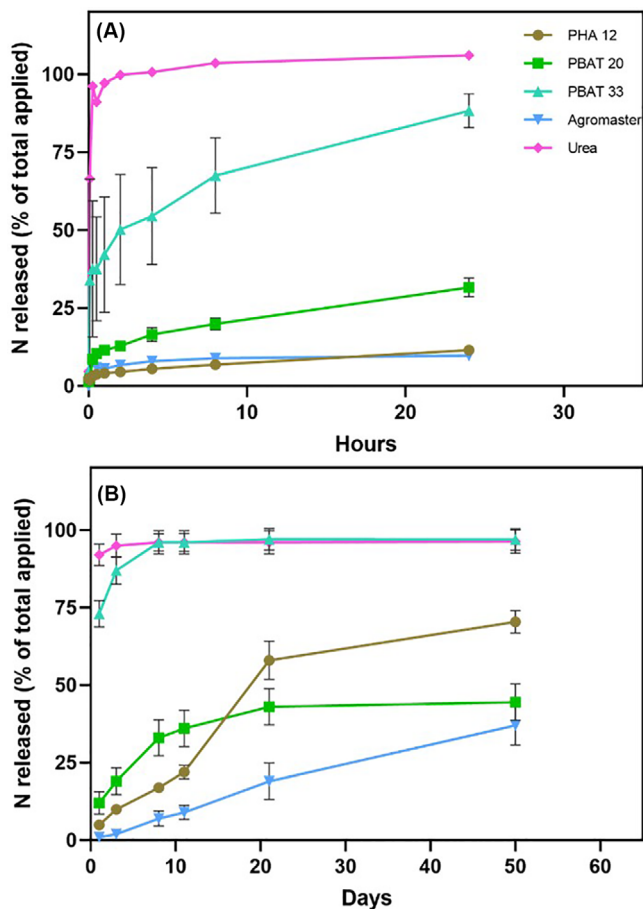 (A)
PHA 12
PBAT 20
PBAT 33
Agromaster
Urea
N released (% of total applied)
100
75
50
25
0
0 10 20 30
Hours
(B)
N released (% of total applied)
100
75
50
25
0
0 10 20 30 40 50 60
Days